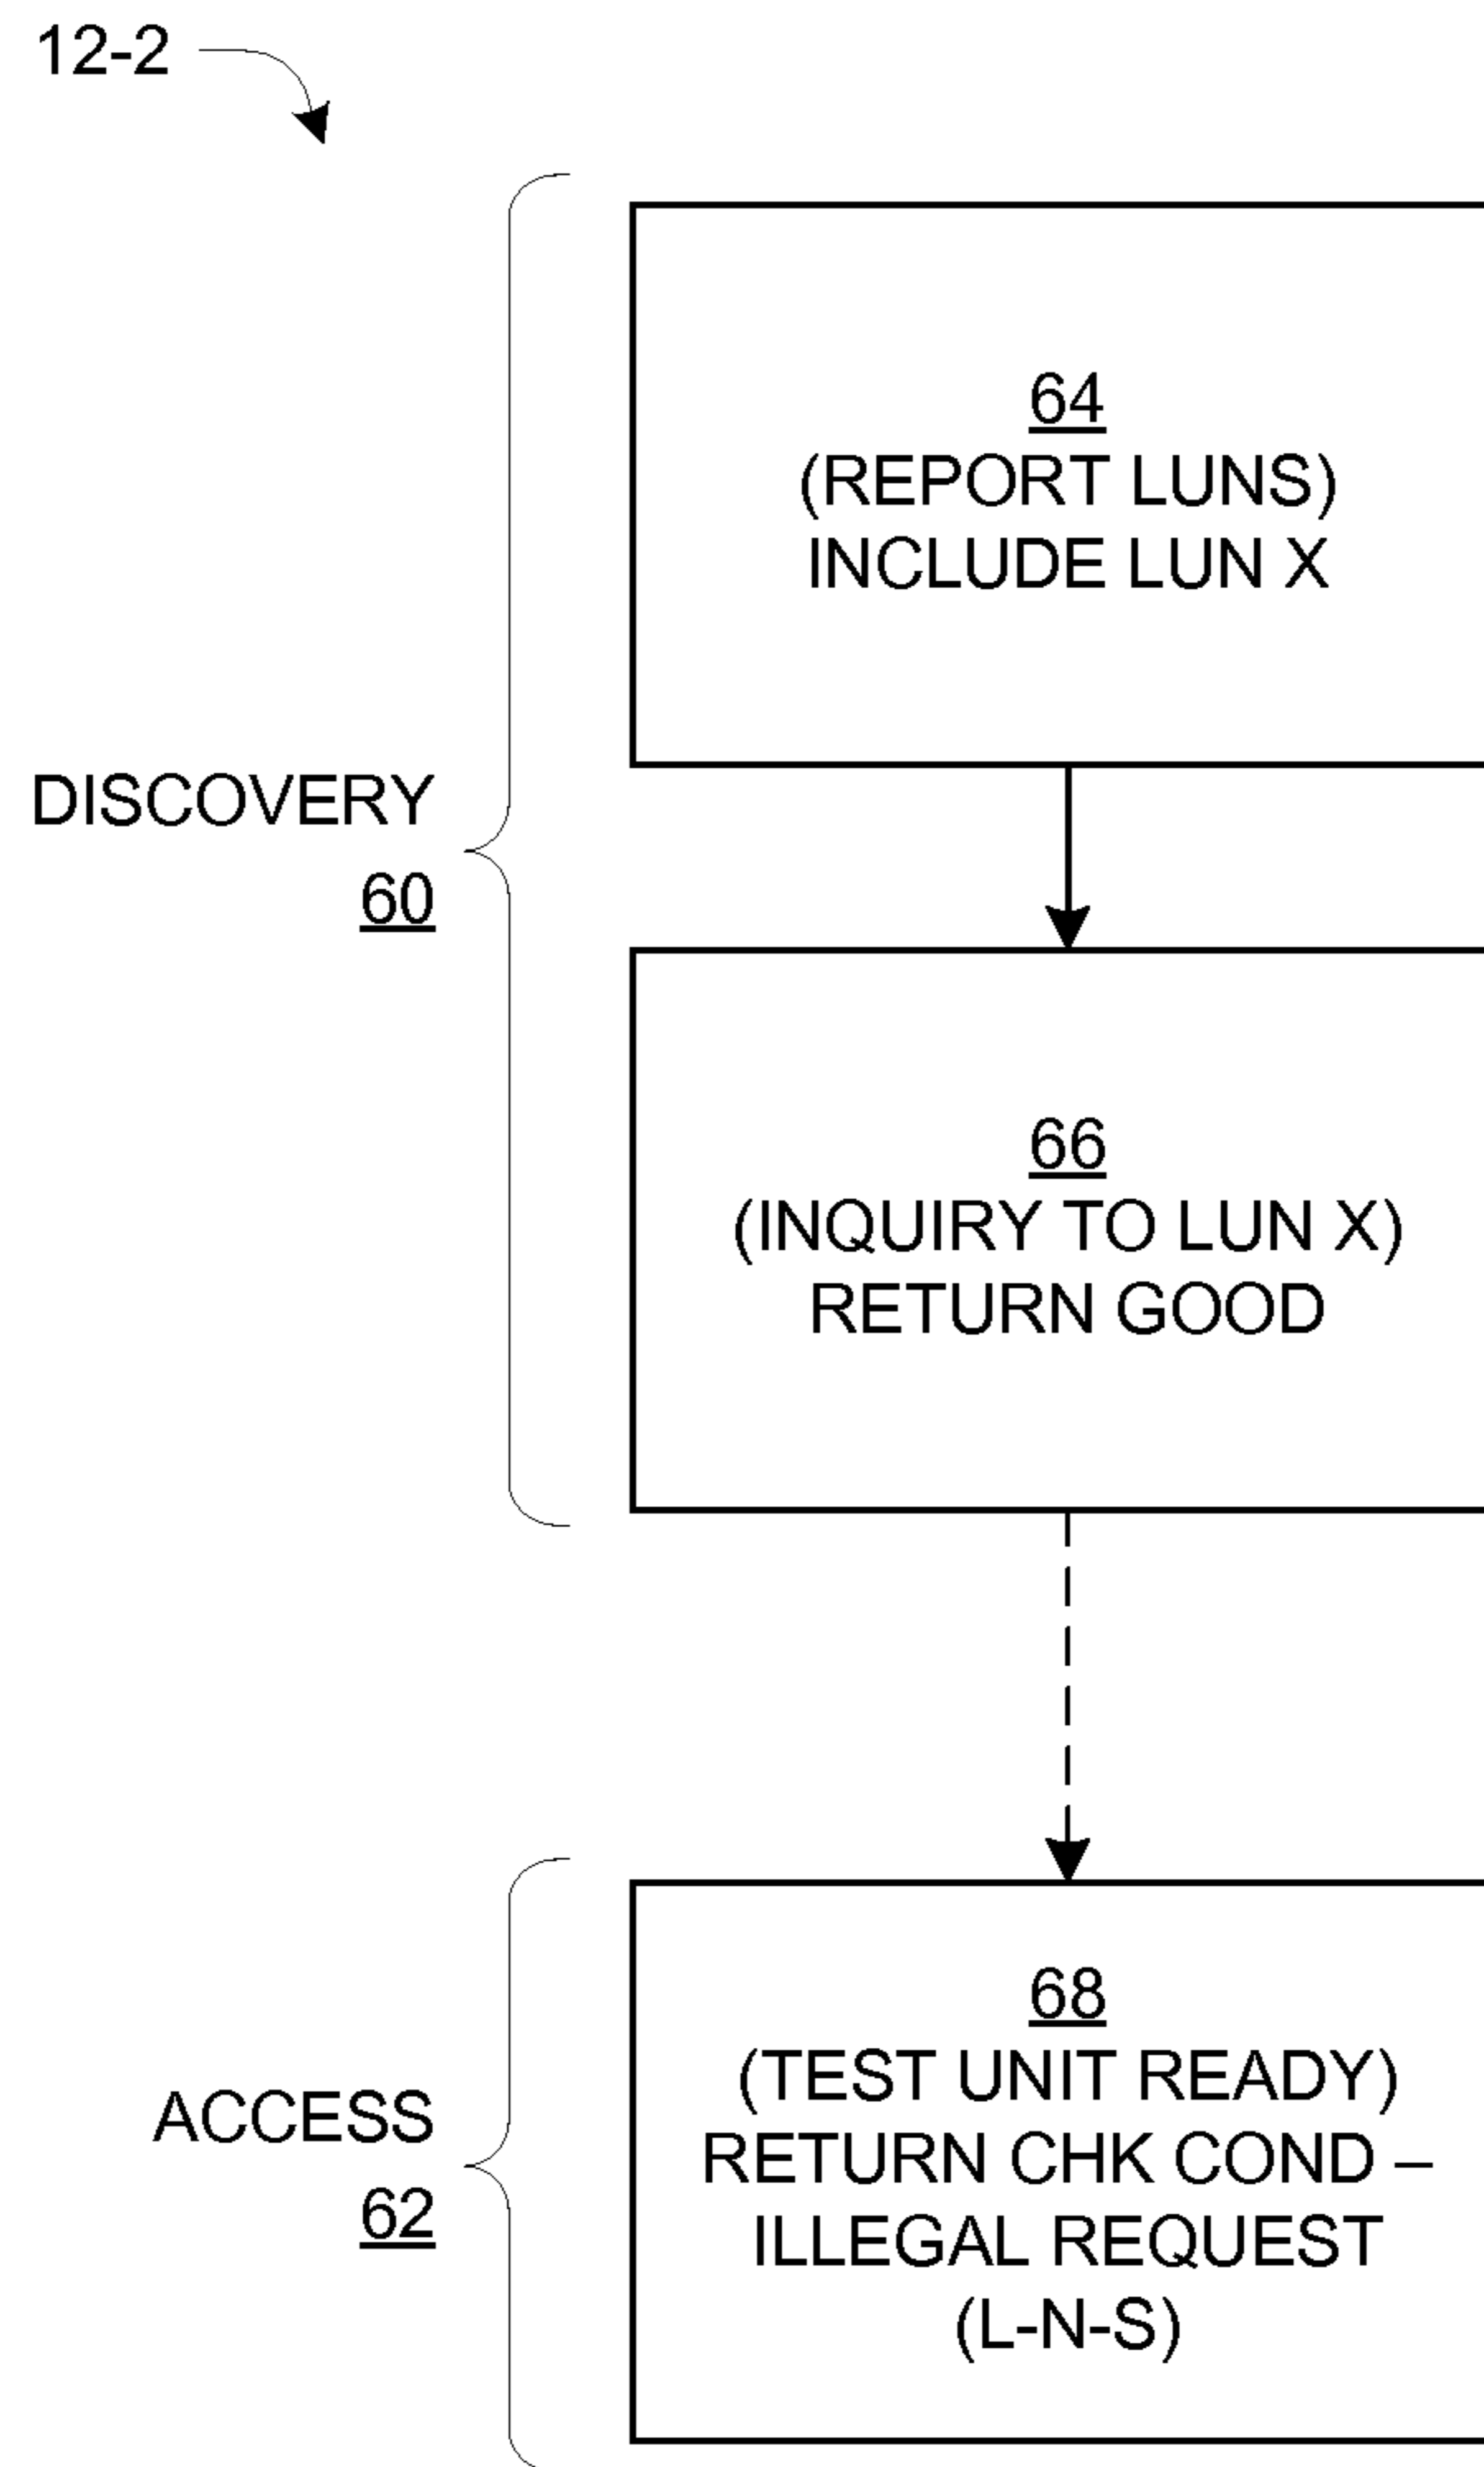 12-2
64
(REPORT LUNS)
INCLUDE LUN X
DISCOVERY
60
66
(INQUIRY TO LUN X)
RETURN GOOD
68
(TEST UNIT READY)
RETURN CHK COND –
ILLEGAL REQUEST
(L-N-S)
ACCESS
62